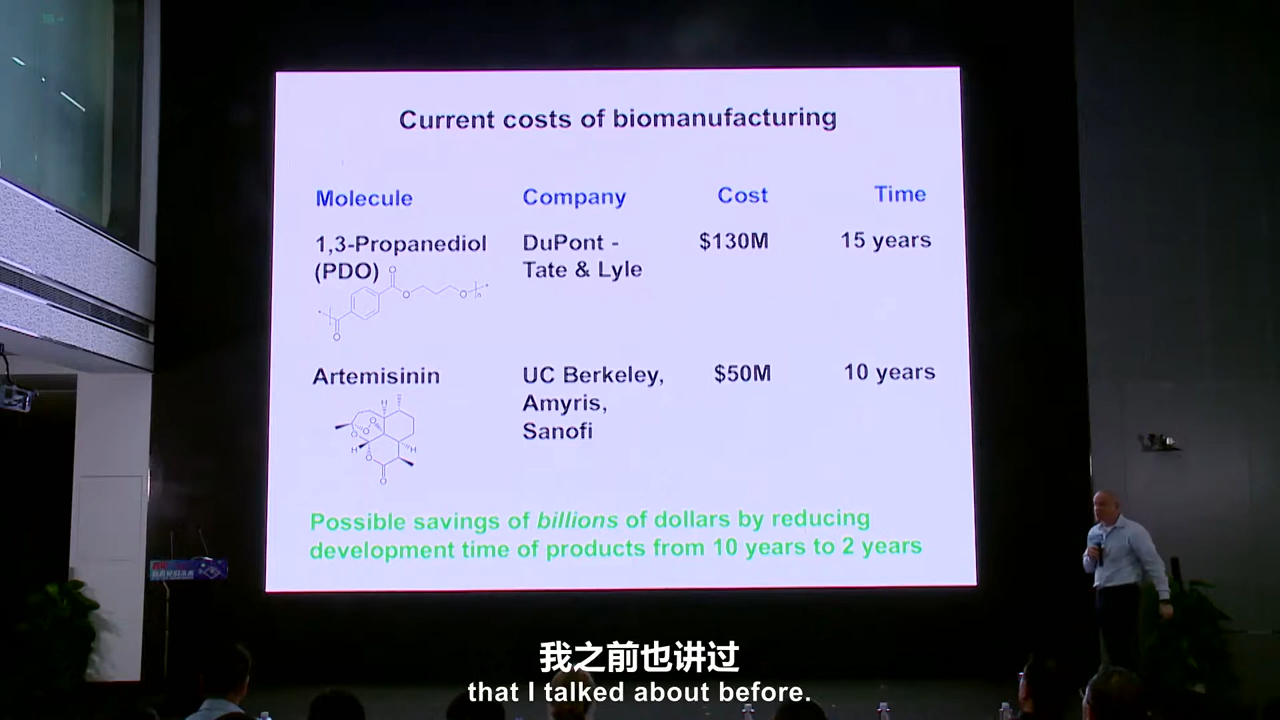 Current costs of biomanufacturing
Molecule Company Cost Time
1,3-Propanediol DuPont - $130M 15 years
(PDO) Tate & Lyle
Artemisinin UC Berkeley, $50M 10 years
Amyris,
Sanofi
Possible savings of billions of dollars by reducing
development time of products from 10 years to 2 years
我之前也讲过
that I talked about before.